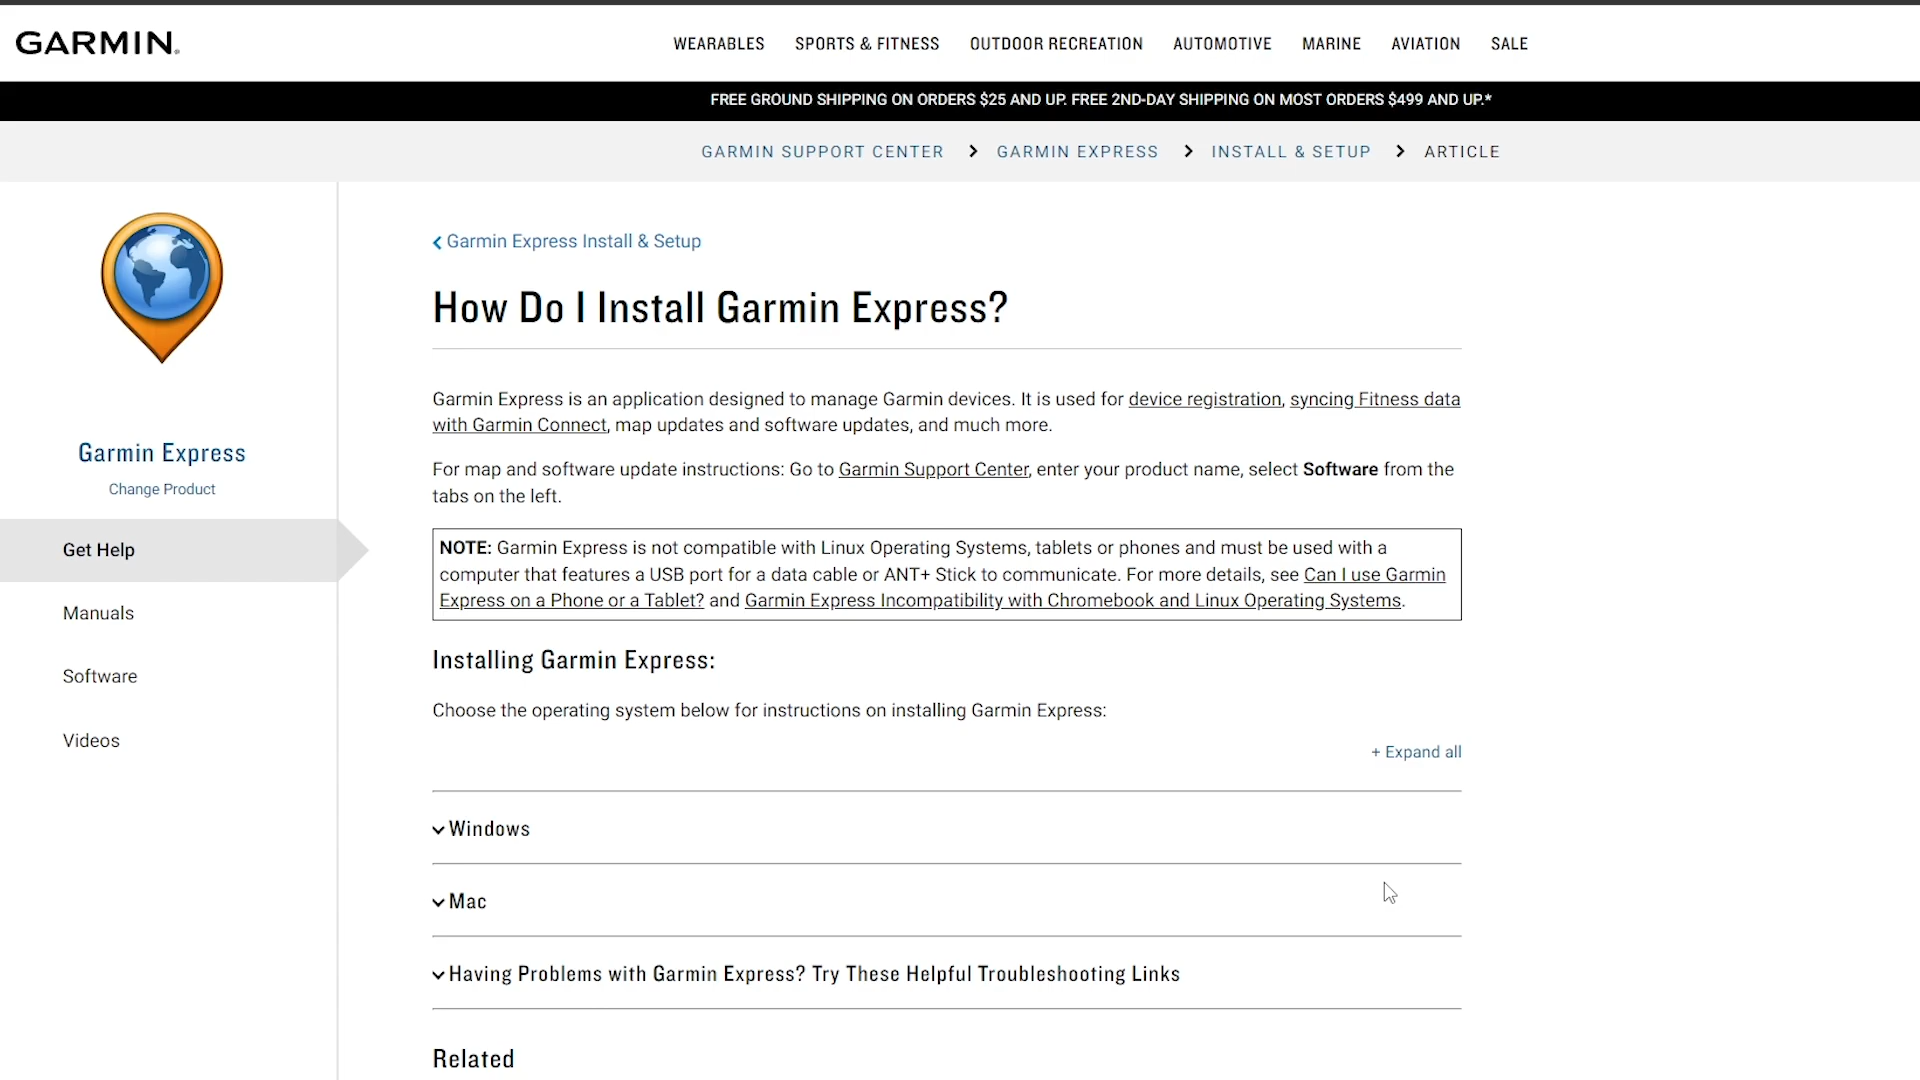 GARMIN.
WEARABLES SPORTS & FITNESS OUTDOOR RECREATION AUTOMOTIVE MARINE AVIATION SALE
FREE GROUND SHIPPING ON ORDERS $25 AND UP. FREE 2ND-DAY SHIPPING ON MOST ORDERS $499 AND UP.*
GARMIN SUPPORT CENTER > GARMIN EXPRESS > INSTALL & SETUP > ARTICLE
Garmin Express
Change Product
Get Help
Manuals
Software
Videos
Garmin Express Install & Setup
How Do I Install Garmin Express?
Garmin Express is an application designed to manage Garmin devices. It is used for device registration, syncing Fitness data
with Garmin Connect, map updates and software updates, and much more.
For map and software update instructions: Go to Garmin Support Center, enter your product name, select Software from the
tabs on the left.
NOTE: Garmin Express is not compatible with Linux Operating Systems, tablets or phones and must be used with a
computer that features a USB port for a data cable or ANT+ Stick to communicate. For more details, see Can I use Garmin
Express on a Phone or a Tablet? and Garmin Express Incompatibility with Chromebook and Linux Operating Systems.
Installing Garmin Express:
Choose the operating system below for instructions on installing Garmin Express:
+ Expand all
Windows
Mac
Having Problems with Garmin Express? Try These Helpful Troubleshooting Links
Related